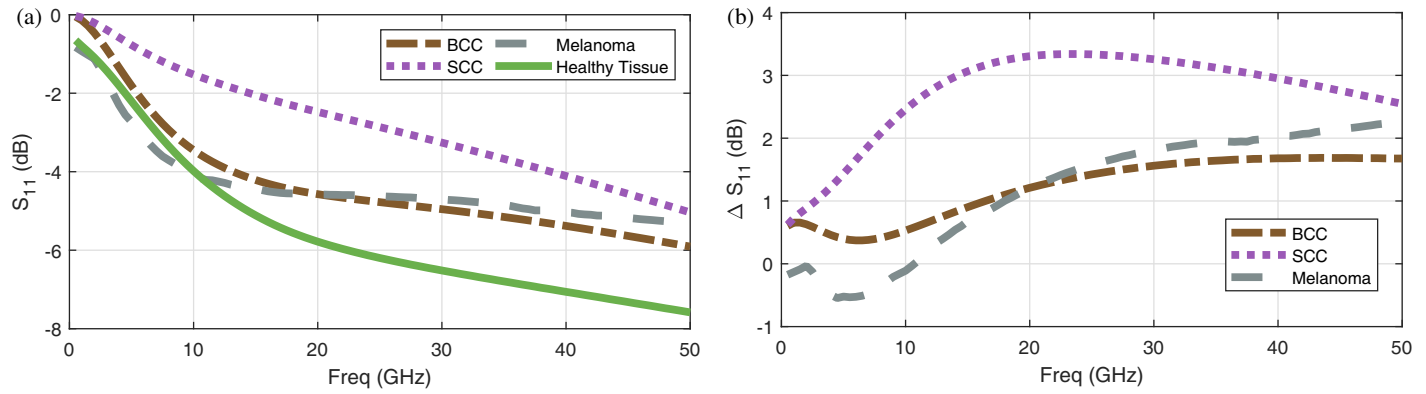 (a)
0
-2
-4
-6
-8
S11 (dB)
BCC
SCC
Melanoma
Healthy Tissue
0 10 20 30 40 50
Freq (GHz)
(b)
4
3
2
1
0
-1
Δ S11 (dB)
BCC
SCC
Melanoma
0 10 20 30 40 50
Freq (GHz)